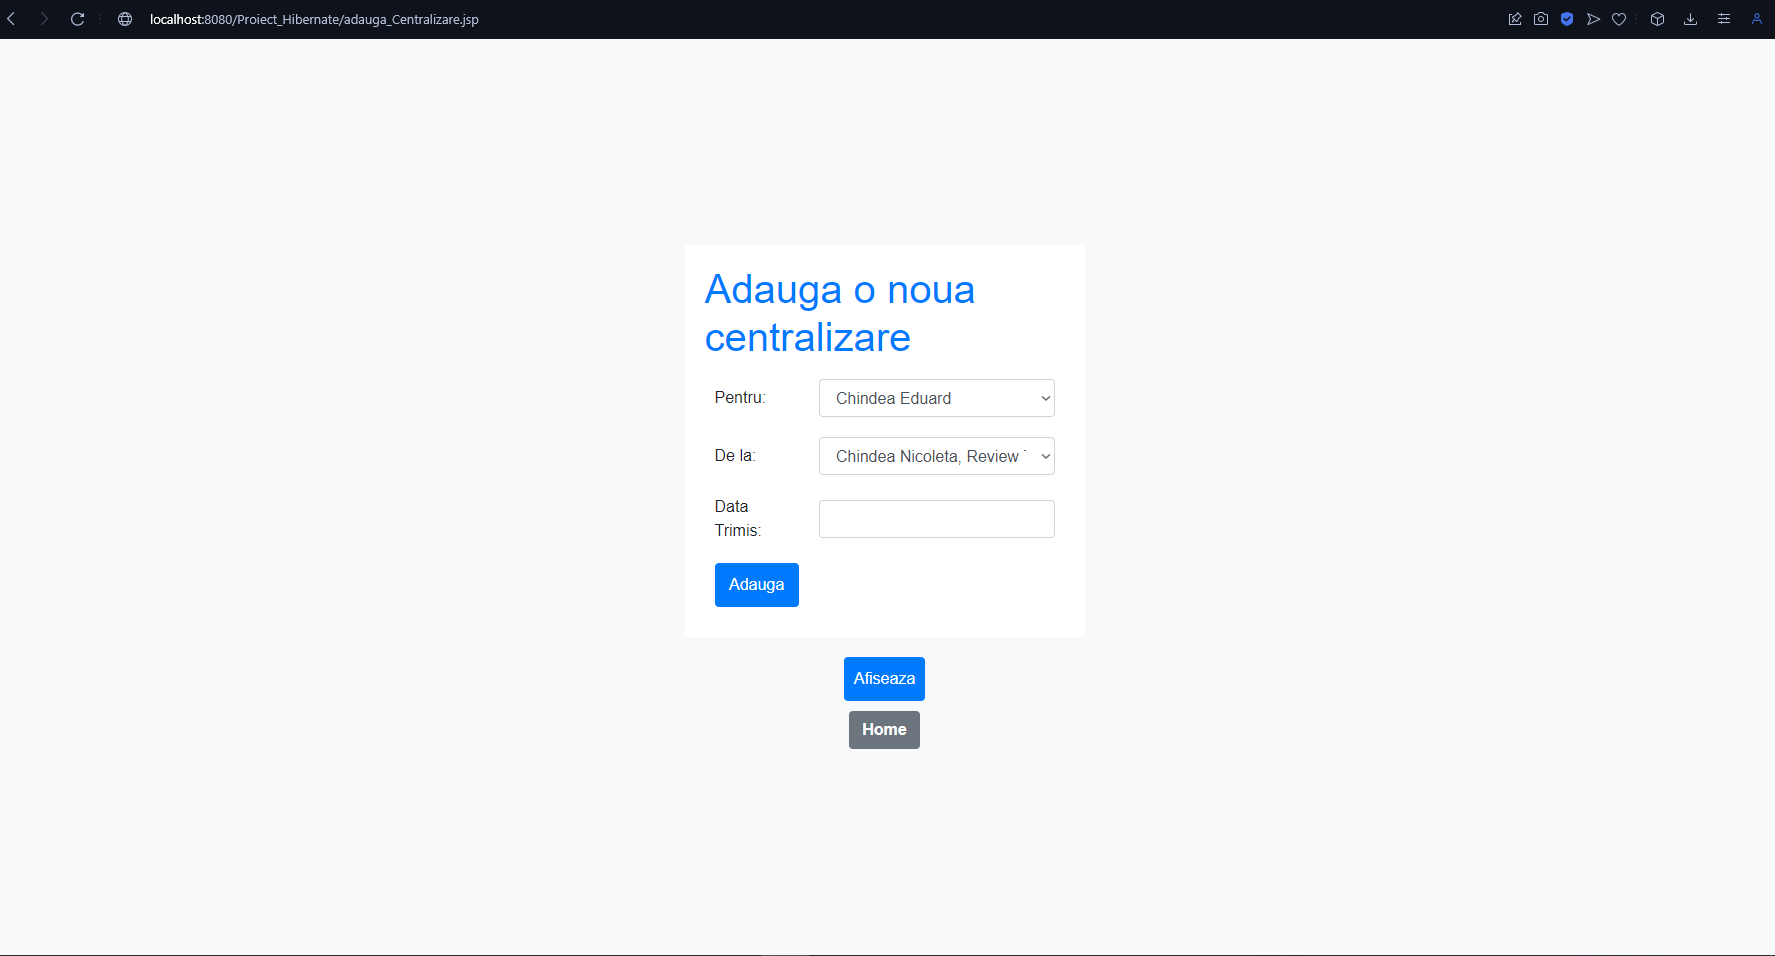 localhost:8080/Proiect_Hibernate/adauga_Centralizare.jsp
Adauga o noua
centralizare
Pentru:
Chindea Eduard
De la:
Chindea Nicoleta, Review
Data
Trimis:
Adauga
Afiseaza
Home